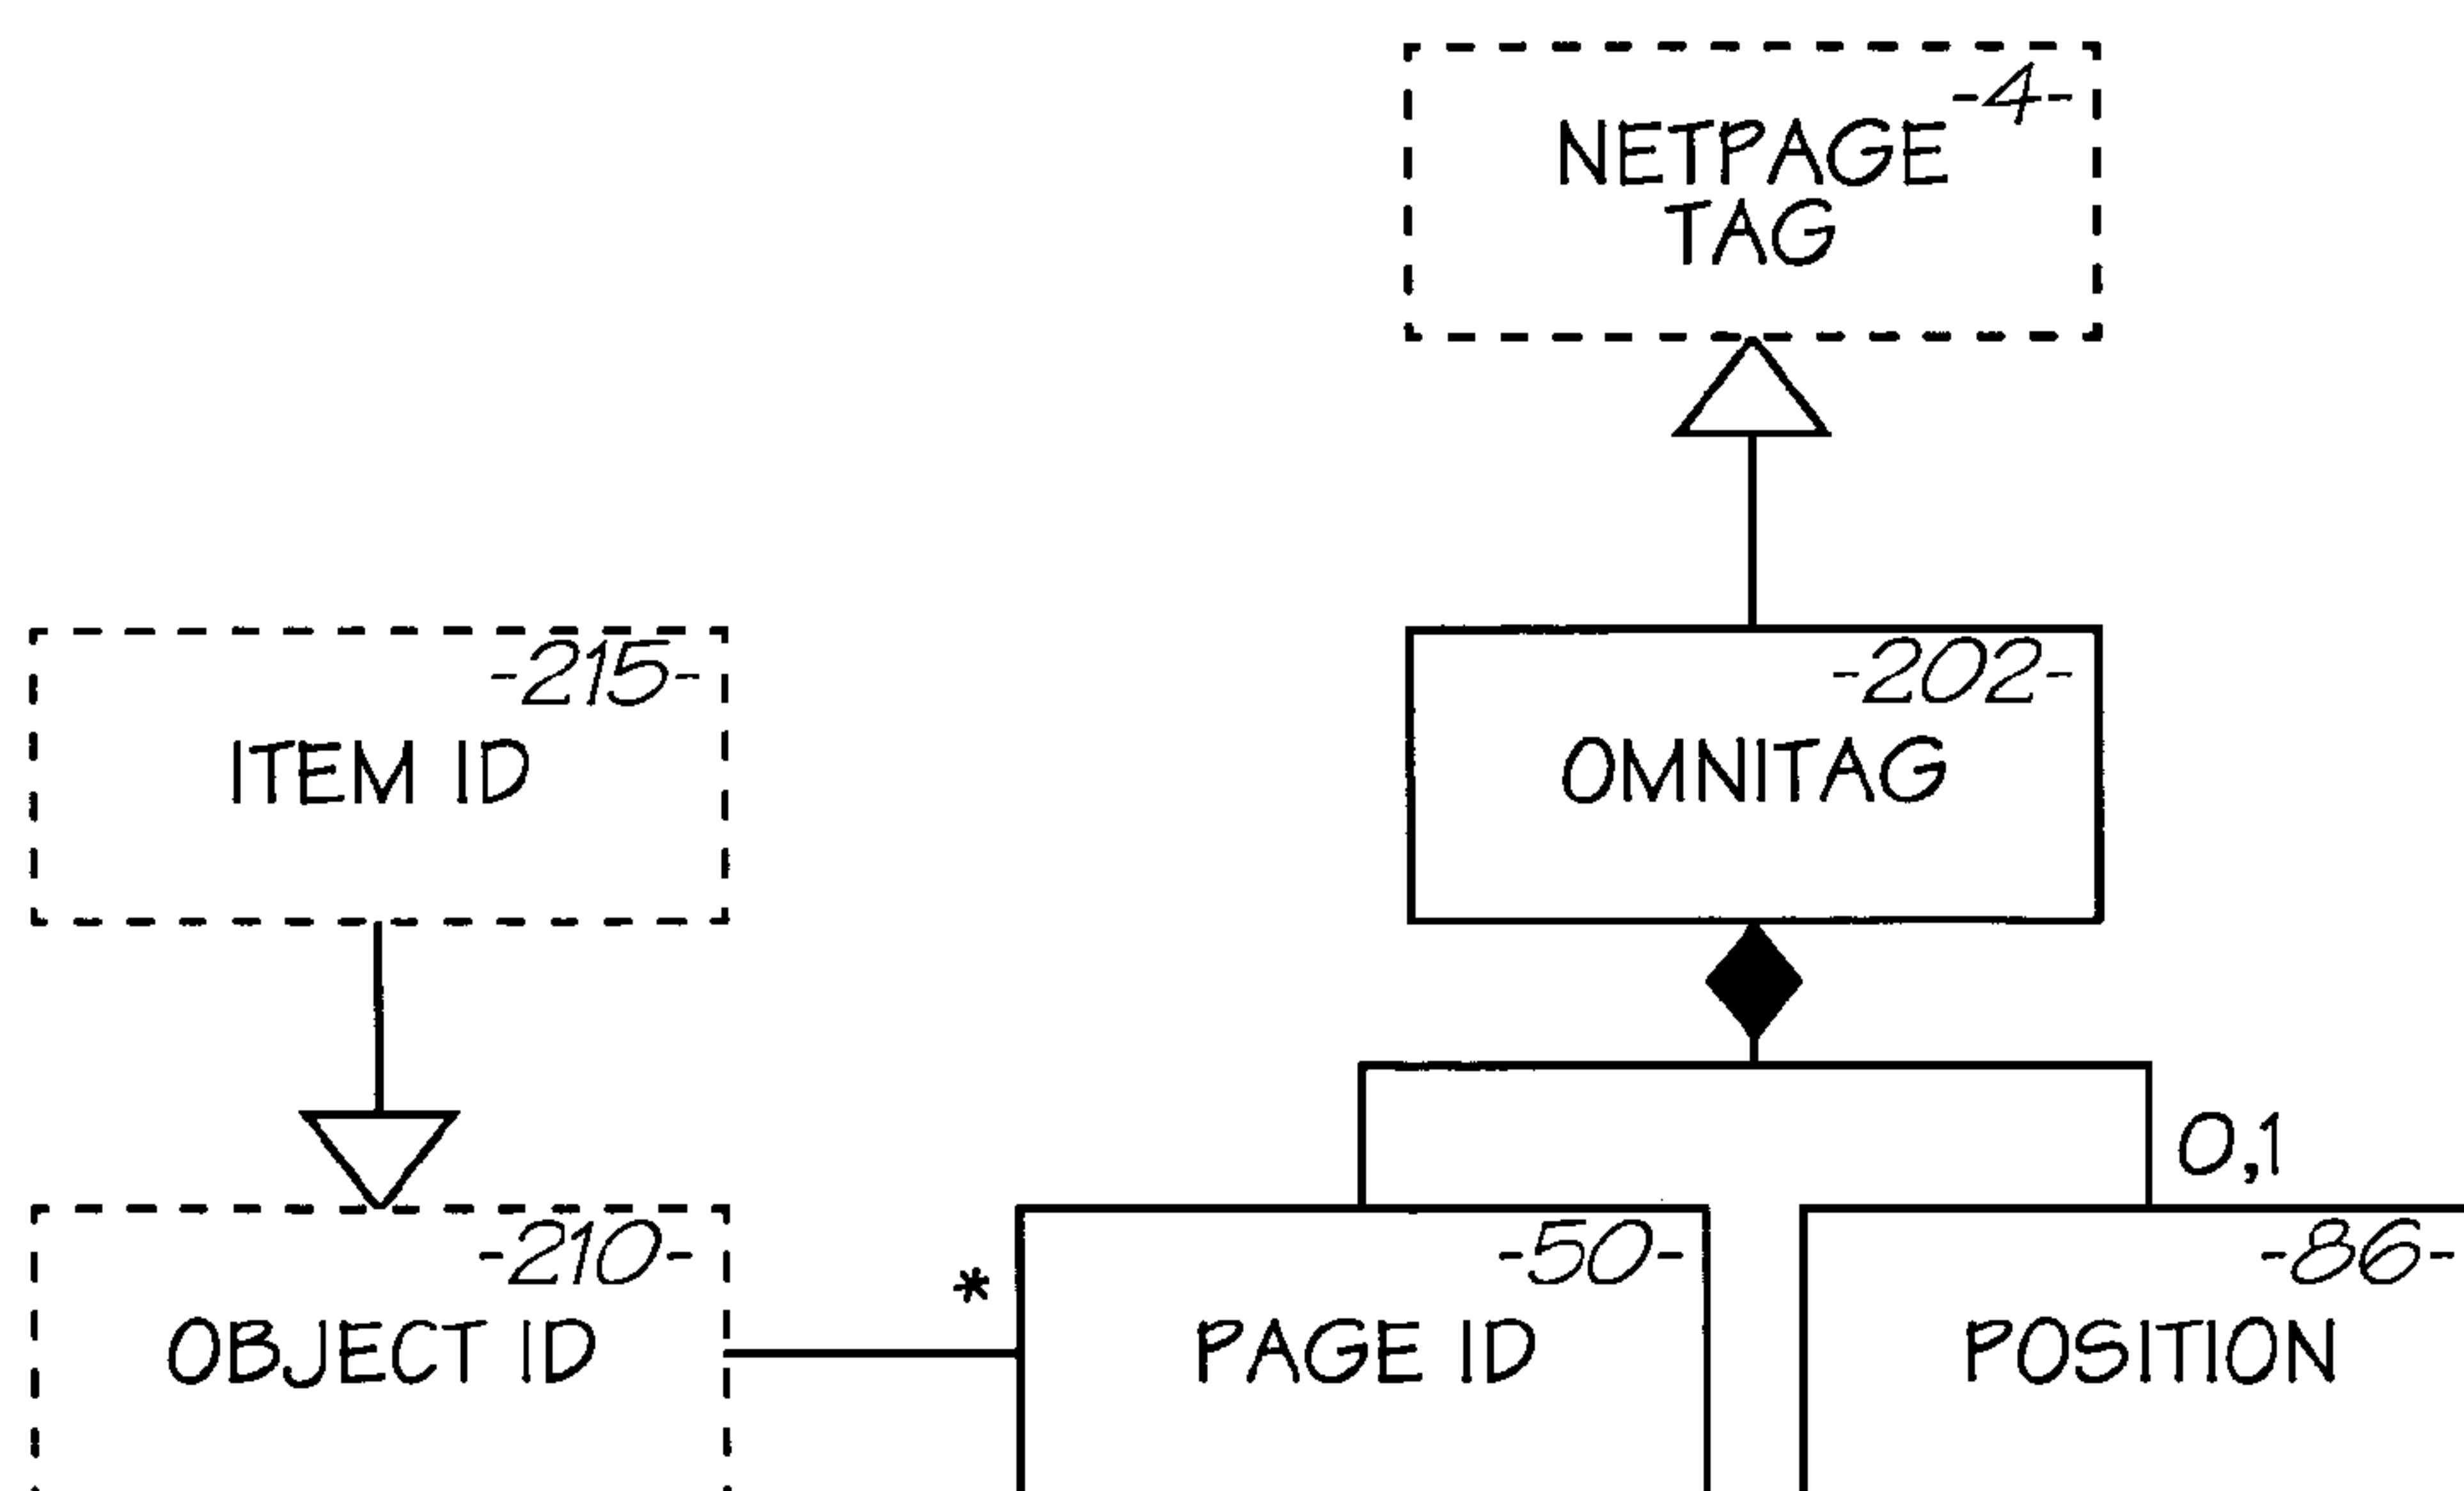 -4-
NETPAGE
TAG
-215-
ITEM ID
-202-
OMNITAG
0,1
-210-
OBJECT ID
*
-50-
PAGE ID
-86-
POSITION